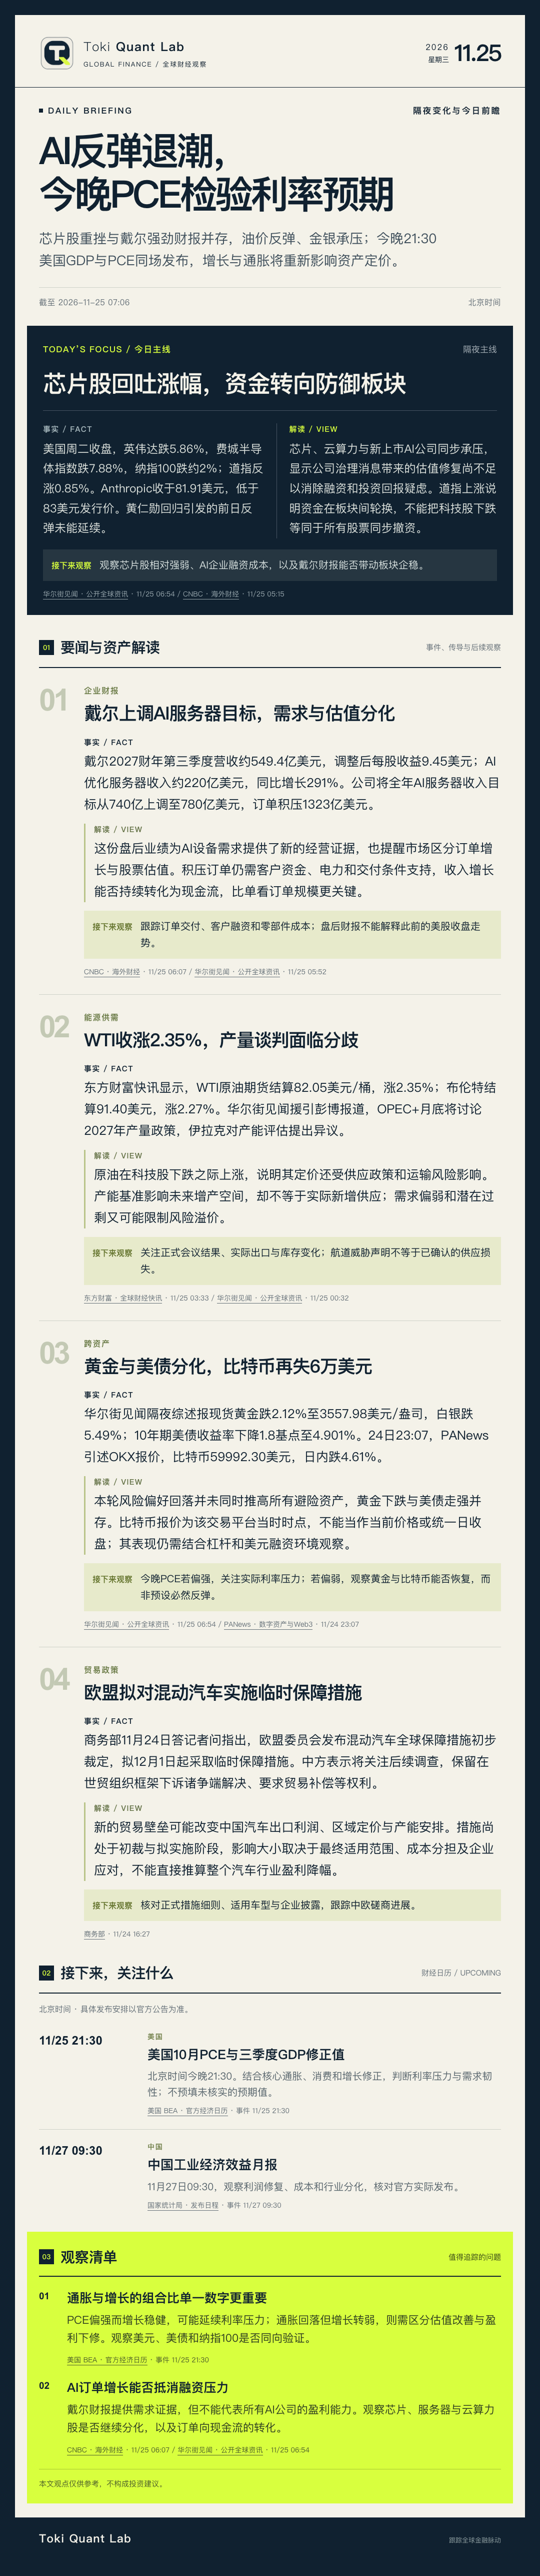 Toki Quant Lab
GLOBAL FINANCE / 全球财经观察
2026
星期三
11.25
DAILY BRIEFING
隔夜变化与今日前瞻
AI反弹退潮，
今晚PCE检验利率预期
芯片股重挫与戴尔强劲财报并存，油价反弹、金银承压；今晚21:30
美国GDP与PCE同场发布，增长与通胀将重新影响资产定价。
截至 2026-11-25 07:06
北京时间
TODAY'S FOCUS / 今日主线
隔夜主线
芯片股回吐涨幅，资金转向防御板块
事实 / FACT
美国周二收盘，英伟达跌5.86%，费城半导
体指数跌7.88%，纳指100跌约2%；道指反
涨0.85%。Anthropic收于81.91美元，低于
83美元发行价。黄仁勋回归引发的前日反
弹未能延续。
解读 / VIEW
芯片、云算力与新上市AI公司同步承压，
显示公司治理消息带来的估值修复尚不足
以消除融资和投资回报疑虑。道指上涨说
明资金在板块间轮换，不能把科技股下跌
等同于所有股票同步撤资。
接下来观察 观察芯片股相对强弱、AI企业融资成本，以及戴尔财报能否带动板块企稳。
华尔街见闻 · 公开全球资讯 · 11/25 06:54 / CNBC · 海外财经 · 11/25 05:15
01 要闻与资产解读
事件、传导与后续观察
01
企业财报
戴尔上调AI服务器目标，需求与估值分化
事实 / FACT
戴尔2027财年第三季度营收约549.4亿美元，调整后每股收益9.45美元；AI
优化服务器收入约220亿美元，同比增长291%。公司将全年AI服务器收入目
标从740亿上调至780亿美元，订单积压1323亿美元。
解读 / VIEW
这份盘后业绩为AI设备需求提供了新的经营证据，也提醒市场区分订单增
长与股票估值。积压订单仍需客户资金、电力和交付条件支持，收入增长
能否持续转化为现金流，比单看订单规模更关键。
接下来观察 跟踪订单交付、客户融资和零部件成本；盘后财报不能解释此前的美股收盘走
势。
CNBC · 海外财经 · 11/25 06:07 / 华尔街见闻 · 公开全球资讯 · 11/25 05:52
02
能源供需
WTI收涨2.35%，产量谈判面临分歧
事实 / FACT
东方财富快讯显示，WTI原油期货结算82.05美元/桶，涨2.35%；布伦特结
算91.40美元，涨2.27%。华尔街见闻援引彭博报道，OPEC+月底将讨论
2027年产量政策，伊拉克对产能评估提出异议。
解读 / VIEW
原油在科技股下跌之际上涨，说明其定价还受供应政策和运输风险影响。
产能基准影响未来增产空间，却不等于实际新增供应；需求偏弱和潜在过
剩又可能限制风险溢价。
接下来观察 关注正式会议结果、实际出口与库存变化；航道威胁声明不等于已确认的供应损
失。
东方财富 · 全球财经快讯 · 11/25 03:33 / 华尔街见闻 · 公开全球资讯 · 11/25 00:32
03
跨资产
黄金与美债分化，比特币再失6万美元
事实 / FACT
华尔街见闻隔夜综述报现货黄金跌2.12%至3557.98美元/盎司，白银跌
5.49%；10年期美债收益率下降1.8基点至4.901%。24日23:07，PANews
引述OKX报价，比特币59992.30美元，日内跌4.61%。
解读 / VIEW
本轮风险偏好回落并未同时推高所有避险资产，黄金下跌与美债走强并
存。比特币报价为该交易平台当时时点，不能当作当前价格或统一日收
盘；其表现仍需结合杠杆和美元融资环境观察。
接下来观察 今晚PCE若偏强，关注实际利率压力；若偏弱，观察黄金与比特币能否恢复，而
非预设必然反弹。
华尔街见闻 · 公开全球资讯 · 11/25 06:54 / PANews · 数字资产与Web3 · 11/24 23:07
04
贸易政策
欧盟拟对混动汽车实施临时保障措施
事实 / FACT
商务部11月24日答记者问指出，欧盟委员会发布混动汽车全球保障措施初步
裁定，拟12月1日起采取临时保障措施。中方表示将关注后续调查，保留在
世贸组织框架下诉诸争端解决、要求贸易补偿等权利。
解读 / VIEW
新的贸易壁垒可能改变中国汽车出口利润、区域定价与产能安排。措施尚
处于初裁与拟实施阶段，影响大小取决于最终适用范围、成本分担及企业
应对，不能直接推算整个汽车行业盈利降幅。
接下来观察 核对正式措施细则、适用车型与企业披露，跟踪中欧磋商进展。
商务部 · 11/24 16:27
02 接下来，关注什么
财经日历 / UPCOMING
北京时间 · 具体发布安排以官方公告为准。
11/25 21:30
美国
美国10月PCE与三季度GDP修正值
北京时间今晚21:30。结合核心通胀、消费和增长修正，判断利率压力与需求韧
性；不预填未核实的预期值。
美国 BEA · 官方经济日历 · 事件 11/25 21:30
11/27 09:30
中国
中国工业经济效益月报
11月27日09:30，观察利润修复、成本和行业分化，核对官方实际发布。
国家统计局 · 发布日程 · 事件 11/27 09:30
03 观察清单
值得追踪的问题
01
通胀与增长的组合比单一数字更重要
PCE偏强而增长稳健，可能延续利率压力；通胀回落但增长转弱，则需区分估值改善与盈
利下修。观察美元、美债和纳指100是否同向验证。
美国 BEA · 官方经济日历 · 事件 11/25 21:30
02
AI订单增长能否抵消融资压力
戴尔财报提供需求证据，但不能代表所有AI公司的盈利能力。观察芯片、服务器与云算力
股是否继续分化，以及订单向现金流的转化。
CNBC · 海外财经 · 11/25 06:07 / 华尔街见闻 · 公开全球资讯 · 11/25 06:54
本文观点仅供参考，不构成投资建议。
Toki Quant Lab
跟踪全球金融脉动